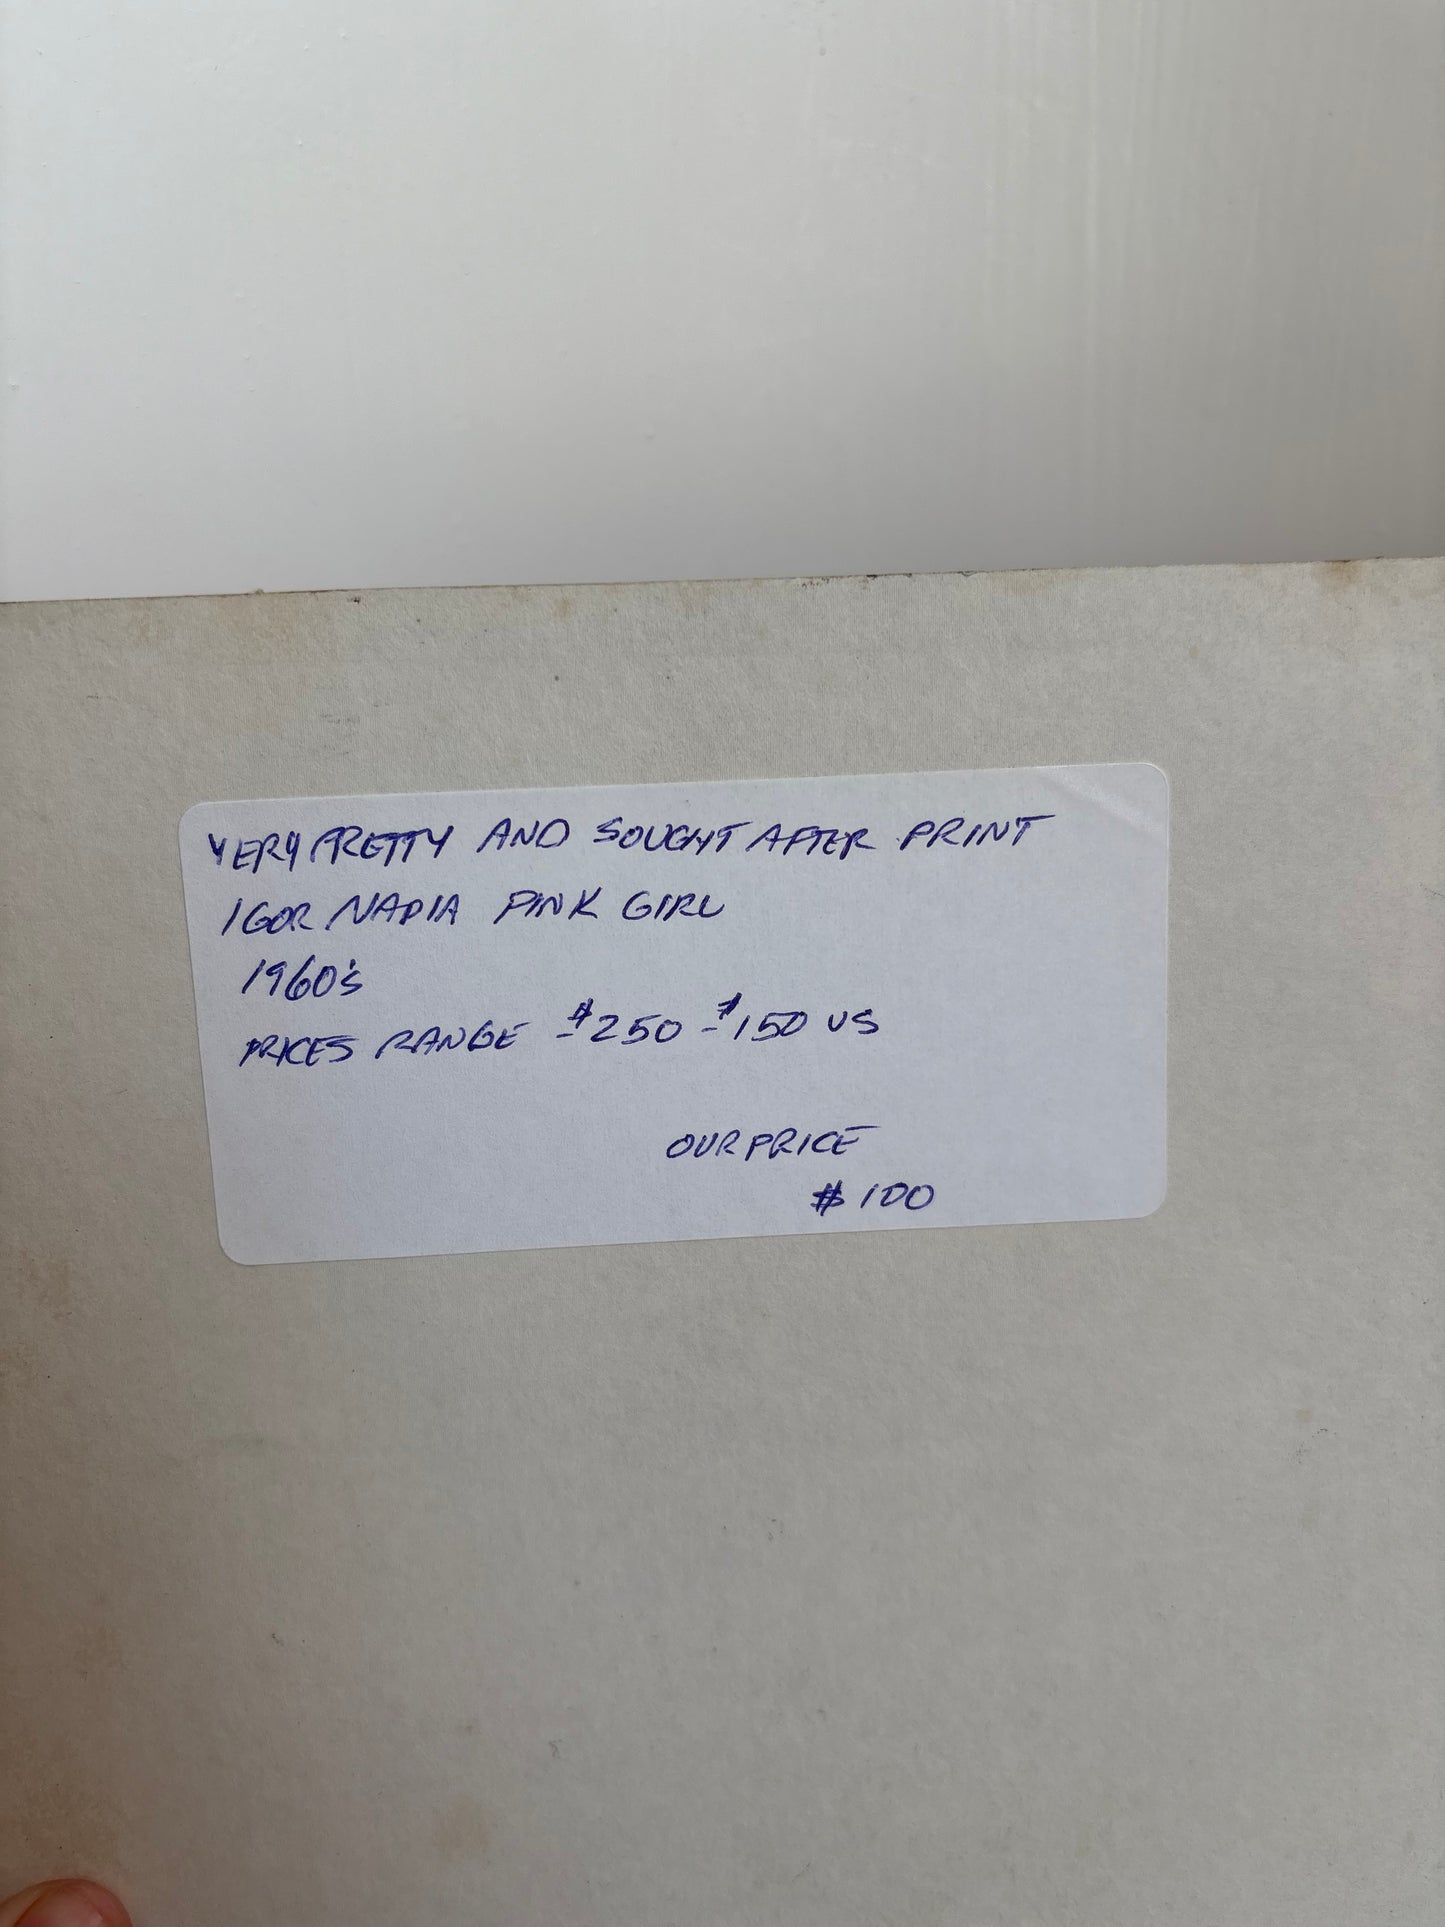 VERY PRETTY AND SOUGHT AFTER PRINT
IGOR NADIA PINK GIRL
1960's
PRICES RANGE $250 - $150 US
OUR PRICE
$100